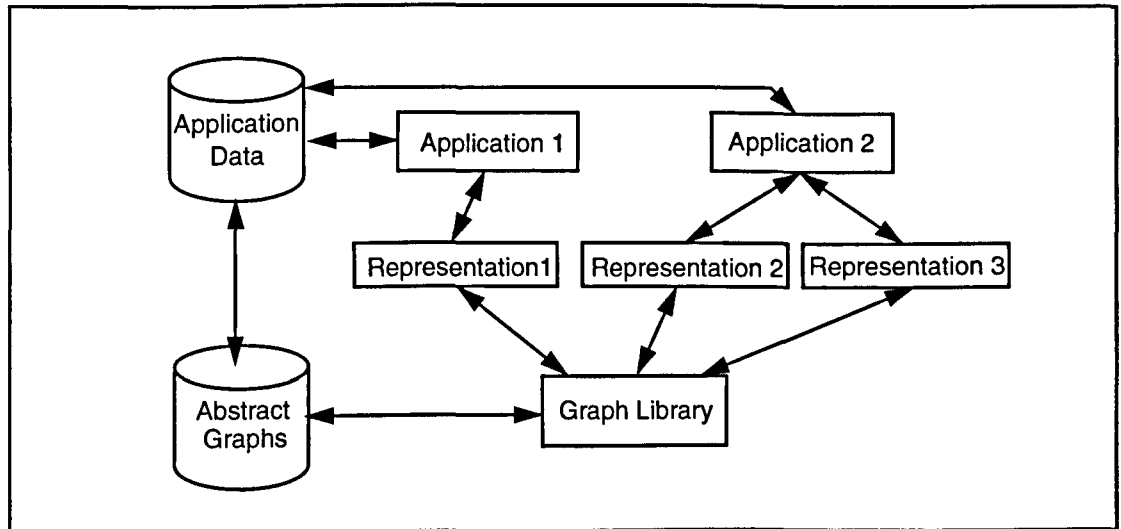 Application
Data
Application 1
Application 2
Representation1
Representation 2
Representation 3
Abstract
Graphs
Graph Library